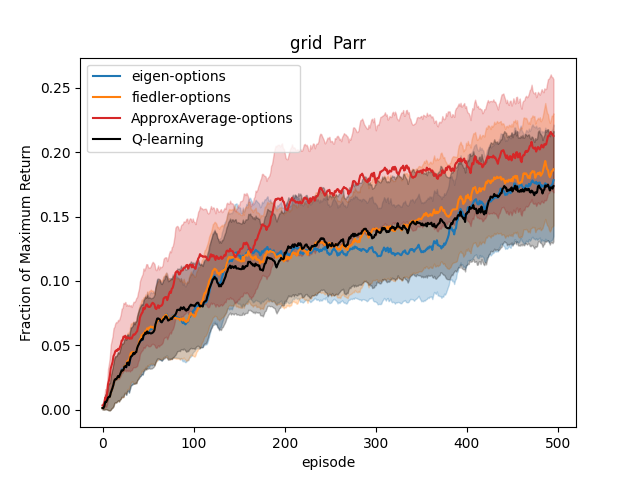 grid  Parr
eigen-options
fiedler-options
ApproxAverage-options
Q-learning
Fraction of Maximum Return
0.25
0.20
0.15
0.10
0.05
0.00
0 100 200 300 400 500
episode